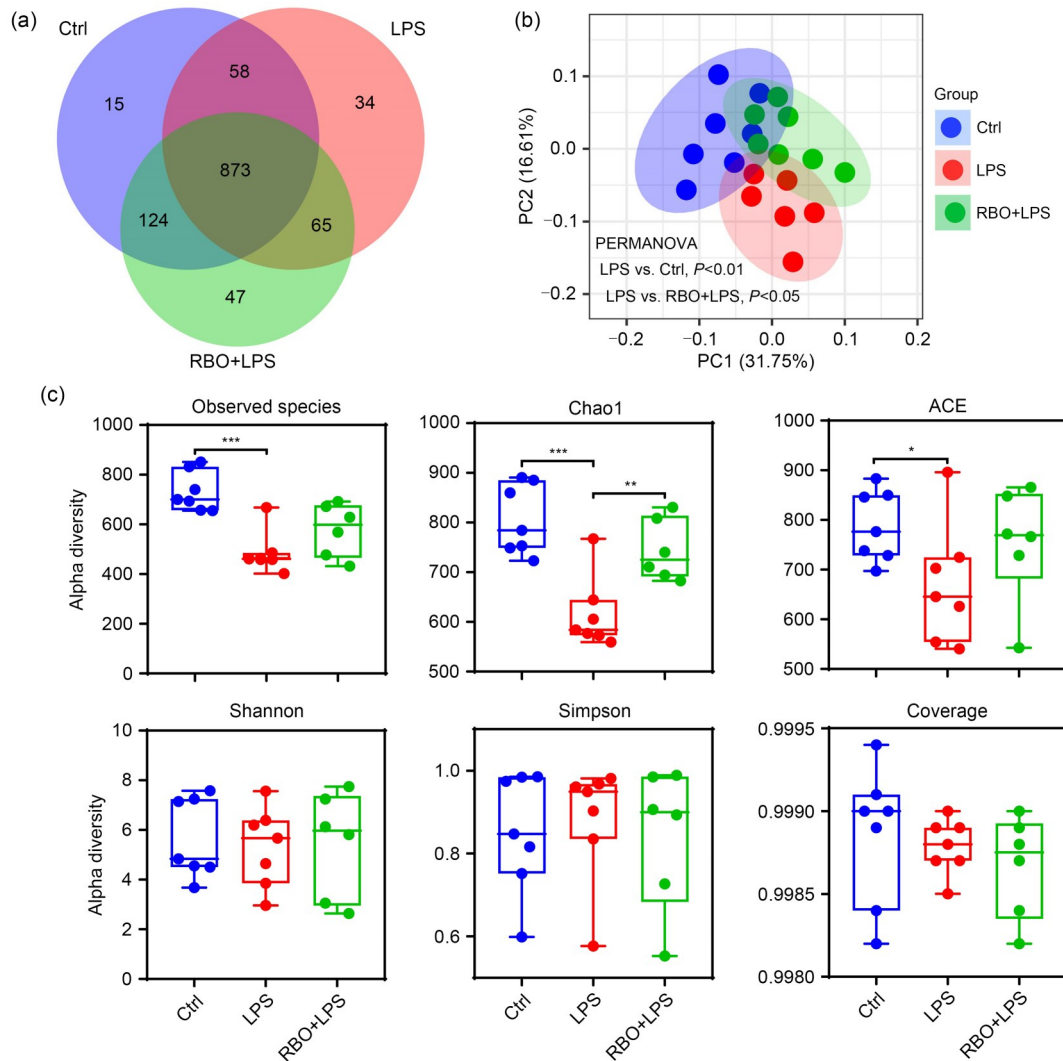 (a)
Ctrl
LPS
58
15
34
873
124
65
47
RBO+LPS
(b)
0.1
0.0
−0.1
−0.2
PC2 (16.61%)
PERMANOVA
LPS vs. Ctrl, P<0.01
LPS vs. RBO+LPS, P<0.05
−0.2
−0.1
0.0
0.1
0.2
PC1 (31.75%)
Group
Ctrl
LPS
RBO+LPS
(c)
Observed species
1000
800
600
400
200
0
Alpha diversity
***
Chao1
1000
900
800
700
600
500
***
**
ACE
1000
900
800
700
600
500
*
Shannon
10
8
6
4
2
0
Alpha diversity
Ctrl
LPS
RBO+LPS
Simpson
1.0
0.8
0.6
Ctrl
LPS
RBO+LPS
Coverage
0.9995
0.9990
0.9985
0.9980
Ctrl
LPS
RBO+LPS